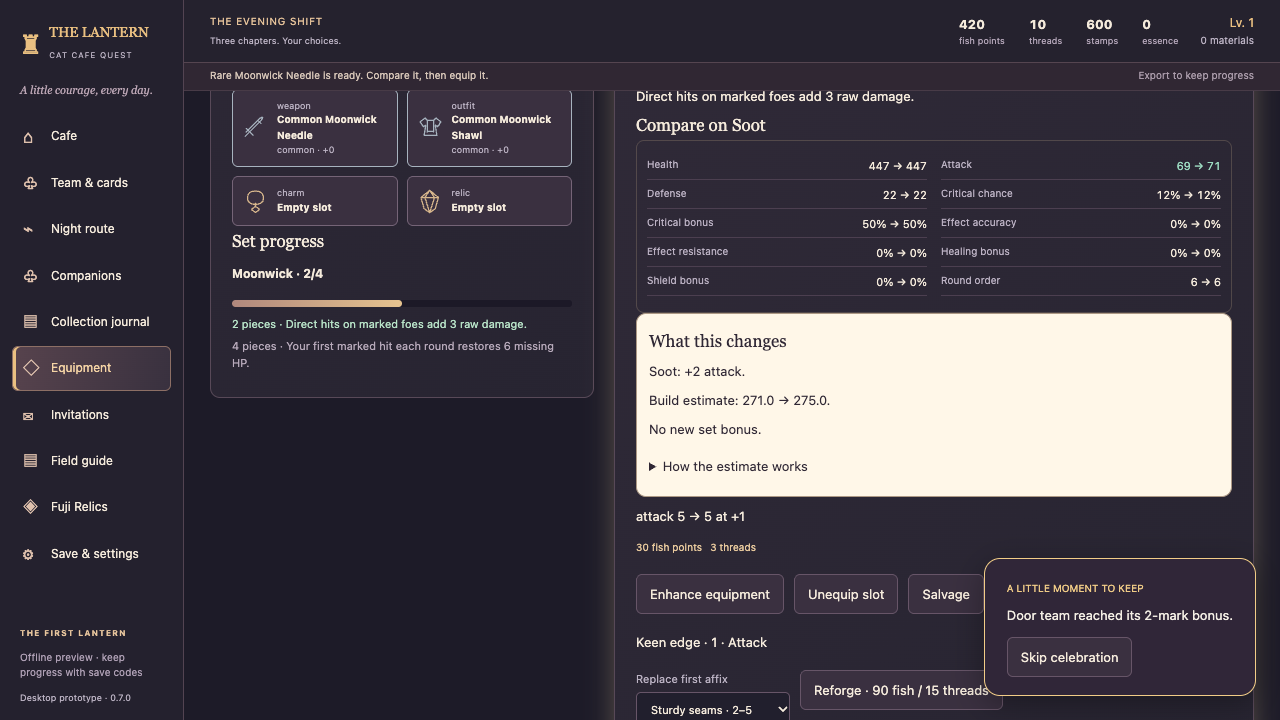 THE LANTERN
CAT CAFE QUEST
A little courage, every day.
Cafe
Team & cards
Night route
Companions
Collection journal
Equipment
Invitations
Field guide
Fuji Relics
Save & settings
THE FIRST LANTERN
Offline preview · keep
progress with save codes
Desktop prototype · 0.7.0
THE EVENING SHIFT
Three chapters. Your choices.
420
fish points
10
threads
600
stamps
0
essence
Lv. 1
0 materials
Rare Moonwick Needle is ready. Compare it, then equip it.
Export to keep progress
weapon
Common Moonwick
Needle
common · +0
outfit
Common Moonwick
Shawl
common · +0
charm
Empty slot
relic
Empty slot
Set progress
Moonwick · 2/4
2 pieces · Direct hits on marked foes add 3 raw damage.
4 pieces · Your first marked hit each round restores 6 missing
HP.
Direct hits on marked foes add 3 raw damage.
Compare on Soot
Health 447 → 447
Attack 69 → 71
Defense 22 → 22
Critical chance 12% → 12%
Critical bonus 50% → 50%
Effect accuracy 0% → 0%
Effect resistance 0% → 0%
Healing bonus 0% → 0%
Shield bonus 0% → 0%
Round order 6 → 6
What this changes
Soot: +2 attack.
Build estimate: 271.0 → 275.0.
No new set bonus.
How the estimate works
attack 5 → 5 at +1
30 fish points 3 threads
Enhance equipment
Unequip slot
Salvage
Keen edge · 1 · Attack
Replace first affix
Sturdy seams · 2–5
Reforge · 90 fish / 15 threads
A LITTLE MOMENT TO KEEP
Door team reached its 2-mark bonus.
Skip celebration